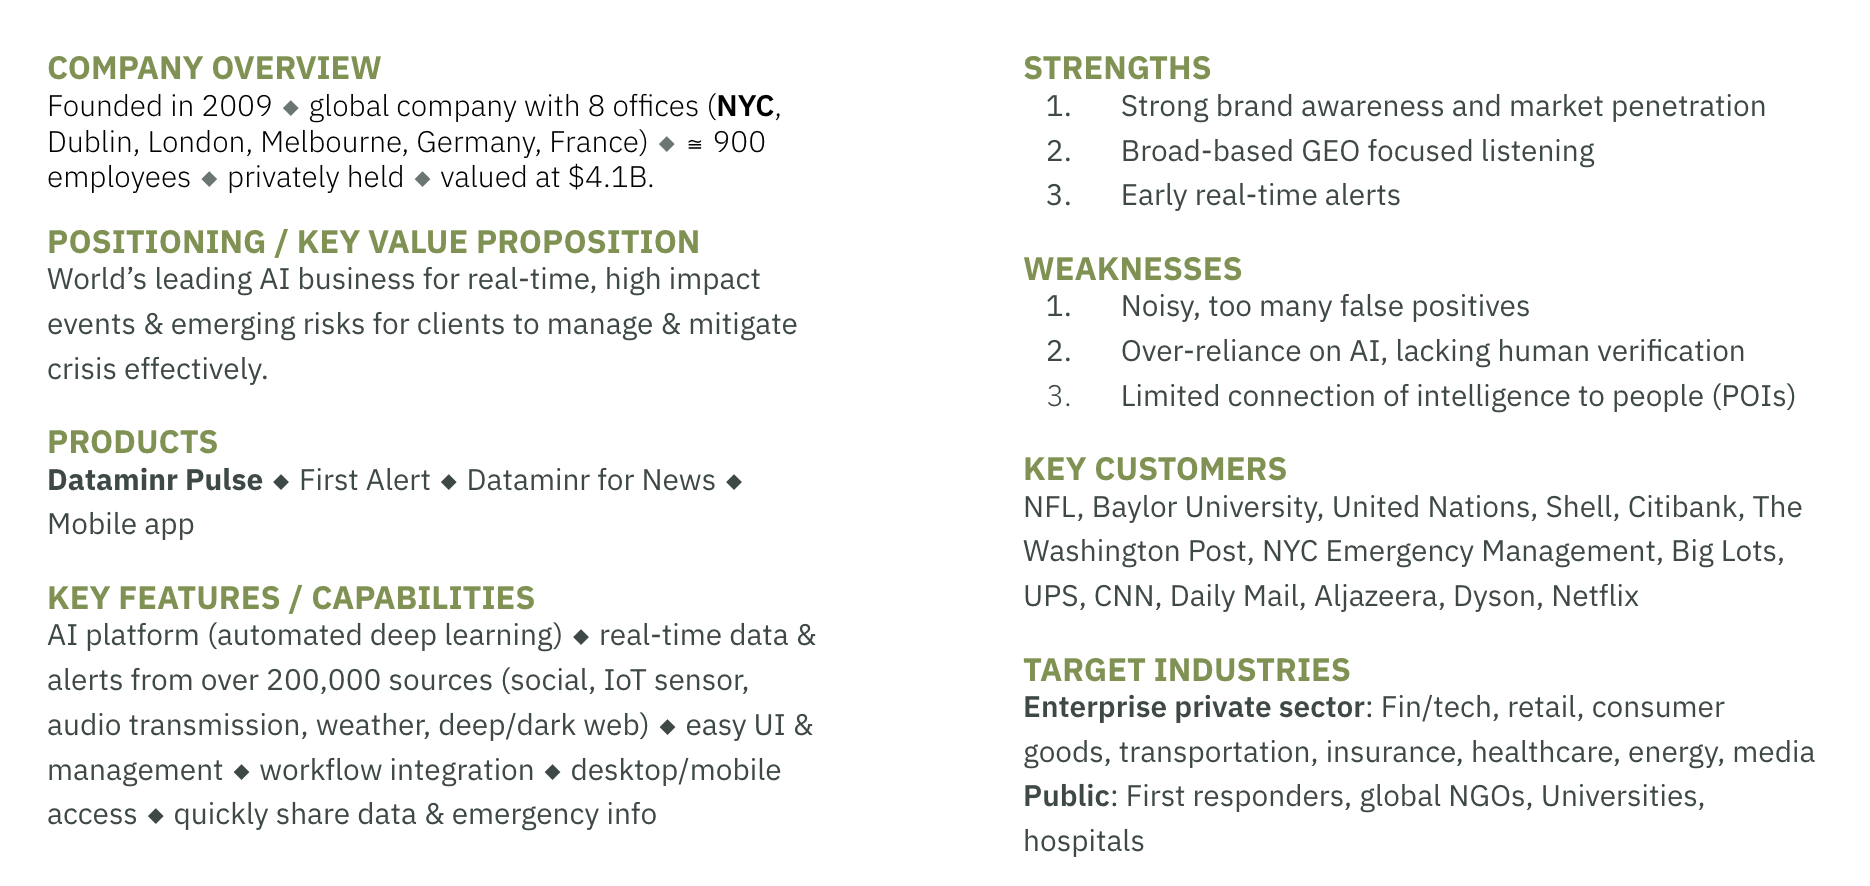 COMPANY OVERVIEW
Founded in 2009 ◆ global company with 8 offices (NYC,
Dublin, London, Melbourne, Germany, France) ◆ ≅ 900
employees ◆ privately held ◆ valued at $4.1B.
POSITIONING / KEY VALUE PROPOSITION
World’s leading AI business for real-time, high impact
events & emerging risks for clients to manage & mitigate
crisis effectively.
PRODUCTS
Dataminr Pulse ◆ First Alert ◆ Dataminr for News ◆
Mobile app
KEY FEATURES / CAPABILITIES
AI platform (automated deep learning) ◆ real-time data &
alerts from over 200,000 sources (social, IoT sensor,
audio transmission, weather, deep/dark web) ◆ easy UI &
management ◆ workflow integration ◆ desktop/mobile
access ◆ quickly share data & emergency info
STRENGTHS
1. Strong brand awareness and market penetration
2. Broad-based GEO focused listening
3. Early real-time alerts
WEAKNESSES
1. Noisy, too many false positives
2. Over-reliance on AI, lacking human verification
3. Limited connection of intelligence to people (POIs)
KEY CUSTOMERS
NFL, Baylor University, United Nations, Shell, Citibank, The
Washington Post, NYC Emergency Management, Big Lots,
UPS, CNN, Daily Mail, Aljazeera, Dyson, Netflix
TARGET INDUSTRIES
Enterprise private sector: Fin/tech, retail, consumer
goods, transportation, insurance, healthcare, energy, media
Public: First responders, global NGOs, Universities,
hospitals